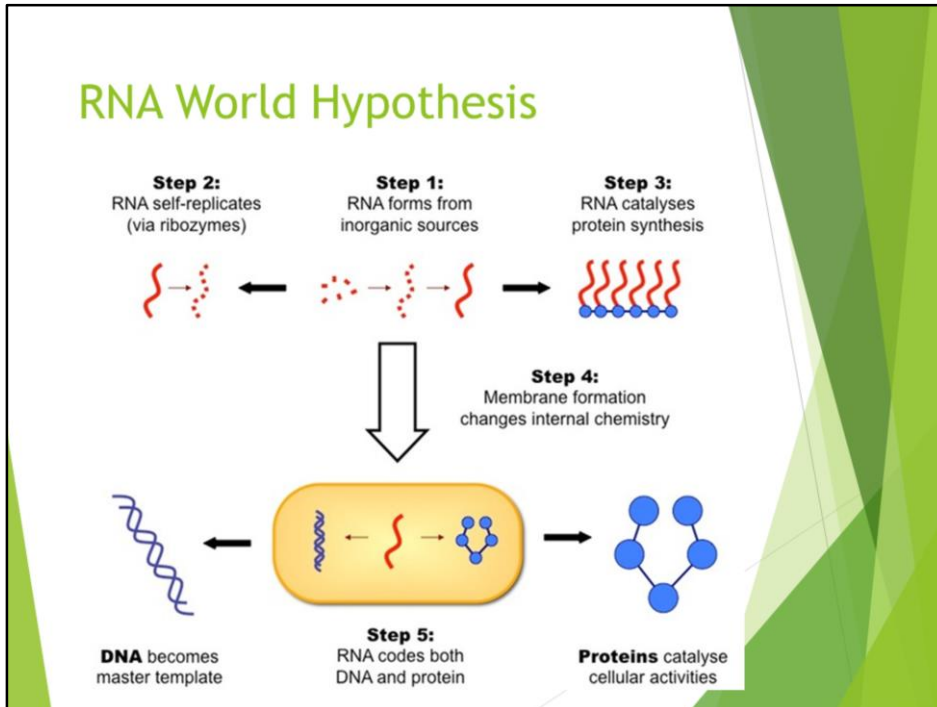 RNA World Hypothesis
Step 2:
RNA self-replicates
(via ribozymes)
Step 1:
RNA forms from
inorganic sources
Step 3:
RNA catalyses
protein synthesis
Step 4:
Membrane formation
changes internal chemistry
DNA becomes
master template
Step 5:
RNA codes both
DNA and protein
Proteins catalyse
cellular activities